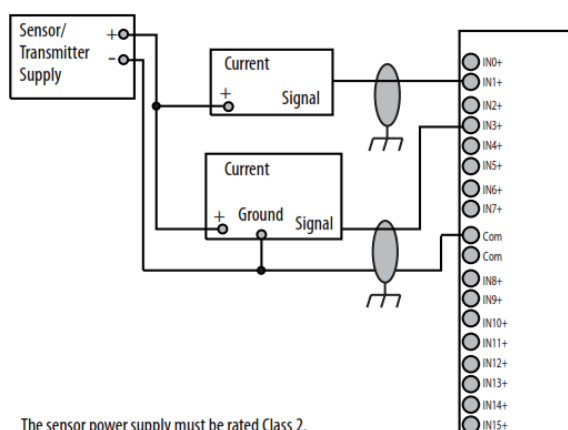 Sensor/
Transmitter
Supply
+
-
Current
+
Signal
Current
+
Ground
Signal
IN0+
IN1+
IN2+
IN3+
IN4+
IN5+
IN6+
IN7+
Com
Com
IN8+
IN9+
IN10+
IN11+
IN12+
IN13+
IN14+
IN15+
The sensor power supply must be rated Class 2.